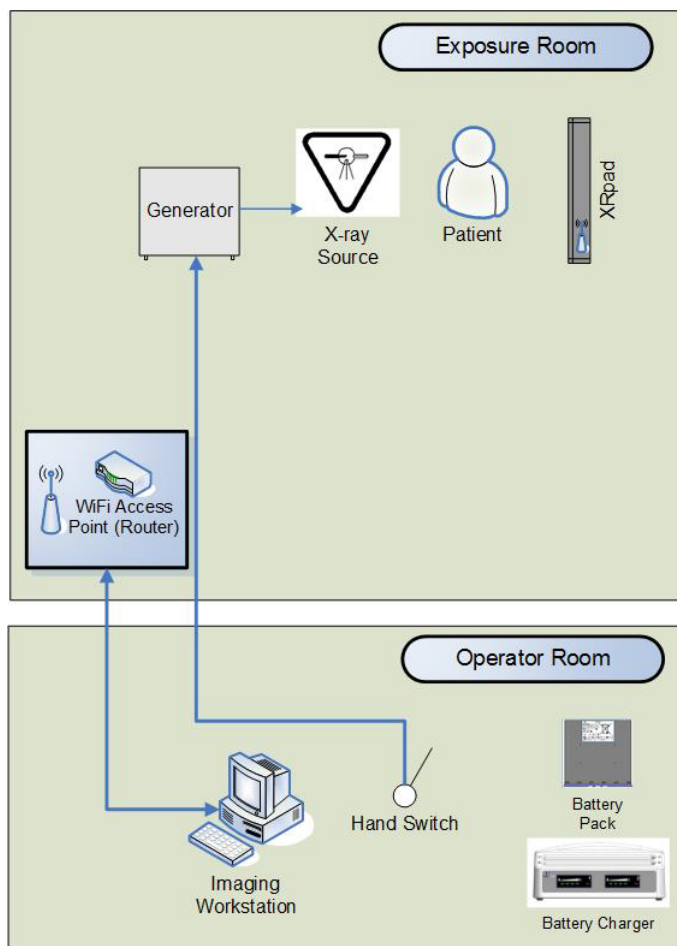 Exposure Room
Generator
X-ray
Source
Patient
XRpad
WiFi Access
Point (Router)
Operator Room
Imaging
Workstation
Hand Switch
Battery
Pack
Battery Charger